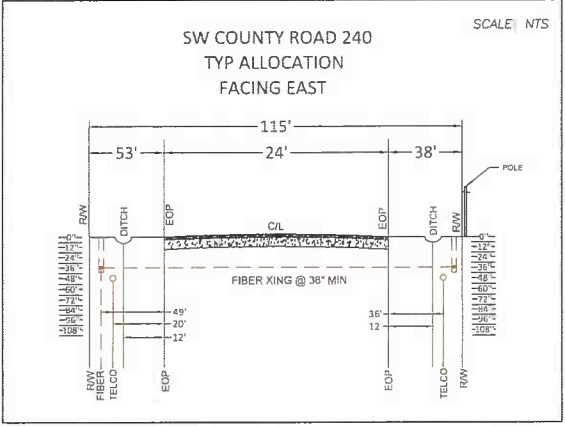 SCALE NTS
SW COUNTY ROAD 240
TYP ALLOCATION
FACING EAST
115'
53'
24'
38'
POLE
R/W
DITCH
EOP
C/L
EOP
DITCH
R/W
0"
12"
24"
36"
48"
60"
72"
84"
96"
108"
0"
12"
24"
36"
48"
60"
72"
84"
96"
108"
FIBER XING @ 36" MIN
49'
20'
12'
36'
12
R/W
FIBER
TELCO
EOP
EOP
TELCO
R/W